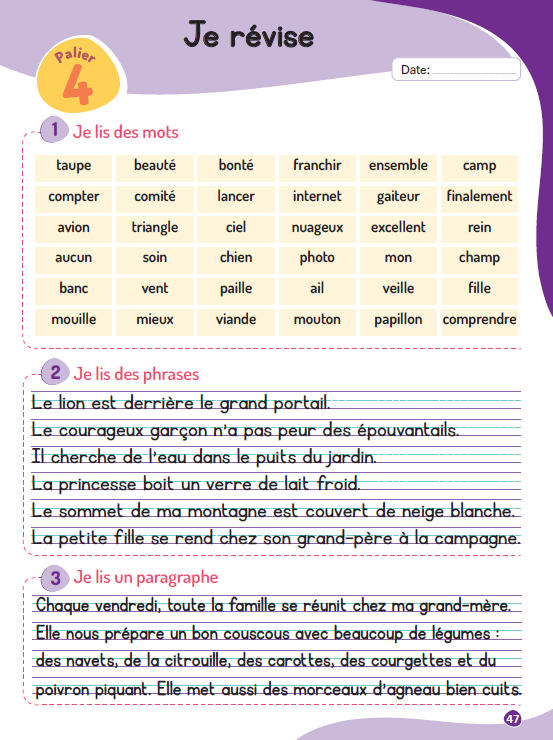 Je révise
Palier
4
Date:
1 Je lis des mots
taupe beauté bonté franchir ensemble camp
compter comité lancer internet gaiteur finalement
avion triangle ciel nuageux excellent rein
aucun soin chien photo mon champ
banc vent paille ail veille fille
mouille mieux viande mouton papillon comprendre
2 Je lis des phrases
Le lion est derrière le grand portail.
Le courageux garçon n'a pas peur des épouvantails.
Il cherche de l'eau dans le puits du jardin.
La princesse boit un verre de lait froid.
Le sommet de ma montagne est couvert de neige blanche.
La petite fille se rend chez son grand-père à la campagne.
3 Je lis un paragraphe
Chaque vendredi, toute la famille se réunit chez ma grand-mère.
Elle nous prépare un bon couscous avec beaucoup de légumes :
des navets, de la citrouille, des carottes, des courgettes et du
poivron piquant. Elle met aussi des morceaux d'agneau bien cuits.
47